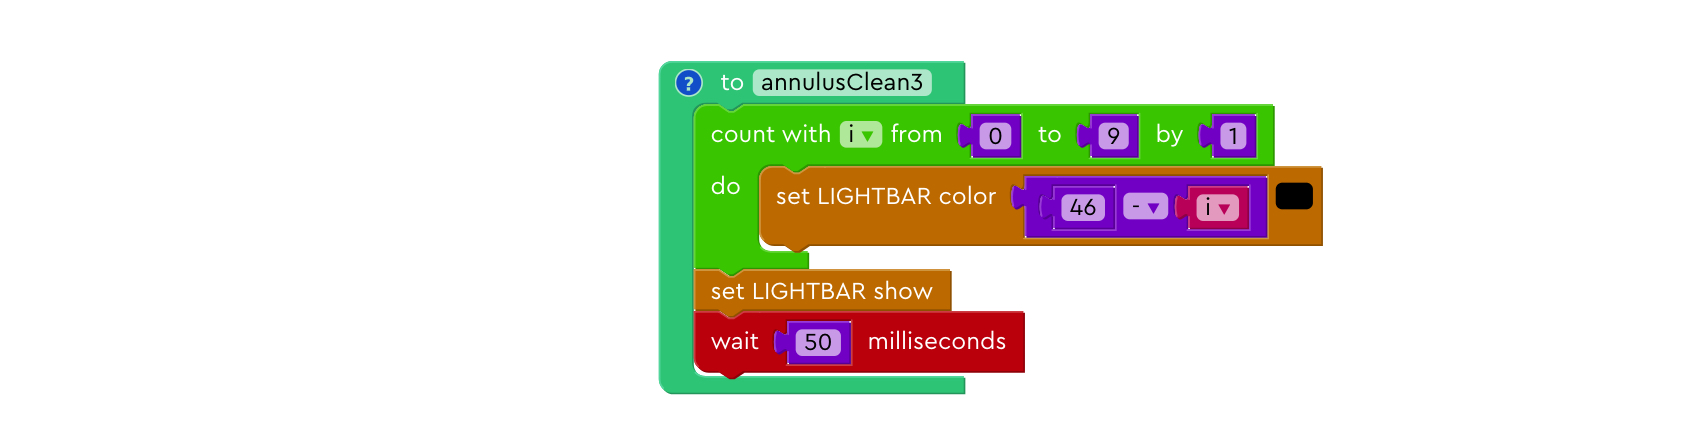 ? to annulusClean3
count with i ▾ from 0 to 9 by 1
do set LIGHTBAR color 46 - ▾ i ▾
set LIGHTBAR show
wait 50 milliseconds